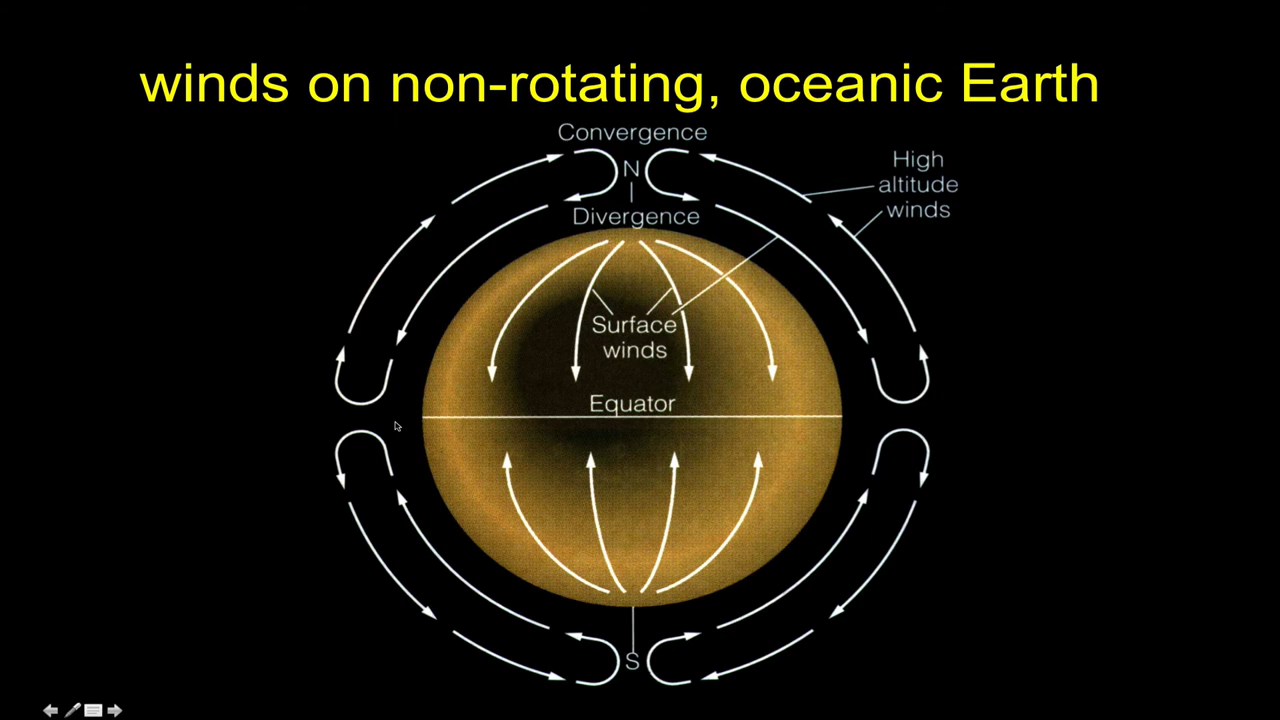 winds on non-rotating, oceanic Earth
Convergence
N
High
altitude
winds
Divergence
Surface
winds
Equator
S